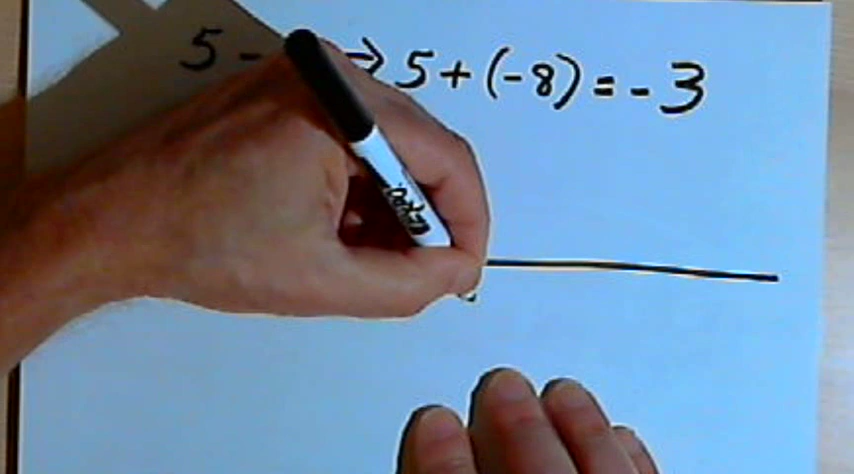 5 - → 5 + (-8) = -3